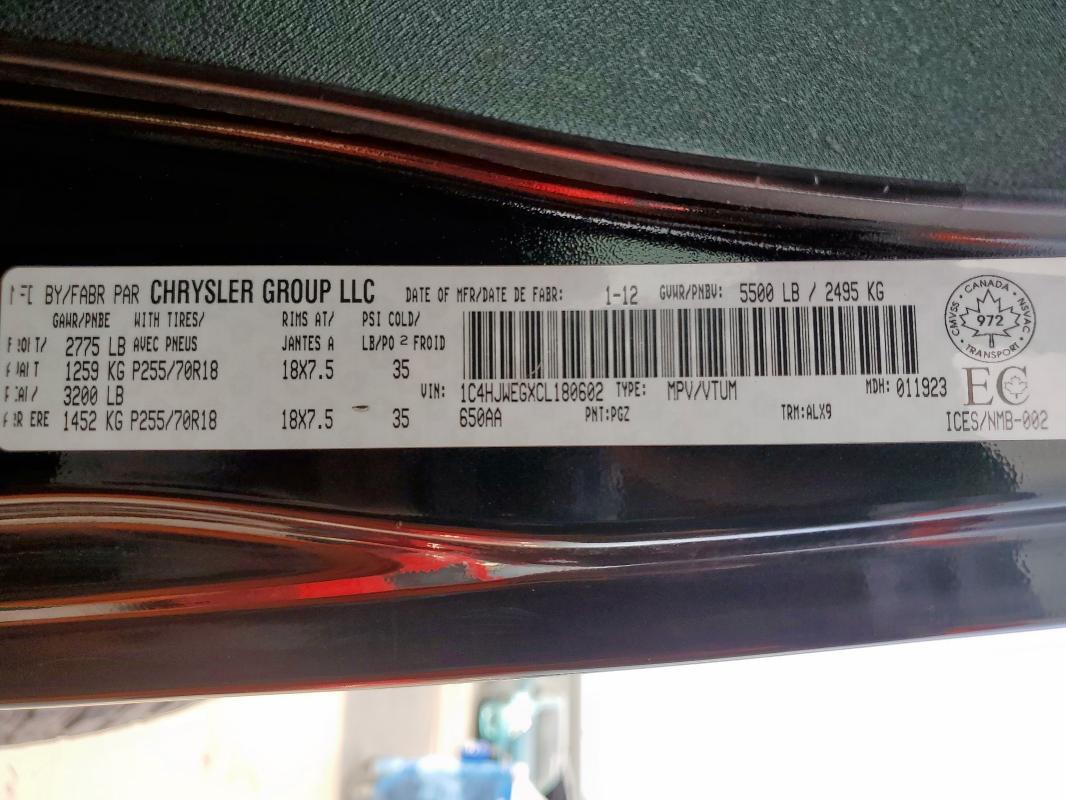 BY/FABR PAR CHRYSLER GROUP LLC DATE OF MFR/DATE DE FABR: 1-12 GVWR/PNBV: 5500 LB / 2495 KG
GAWR/PNBE WITH TIRES/ RIMS AT/ PSI COLD/
2775 LB AVEC PNEUS JANTES A LB/PO 2 FROID
1259 KG P255/70R18 18X7.5 35
3200 LB
1452 KG P255/70R18 18X7.5 35
VIN: 1C4HJWEGXCL180602 TYPE: MPV/VTUM MDH: 011923
650AA PNT:PGZ TRM:ALX9
CANADA
CMVSS NSVAC
972
TRANSPORT
EC
ICES/NMB-002